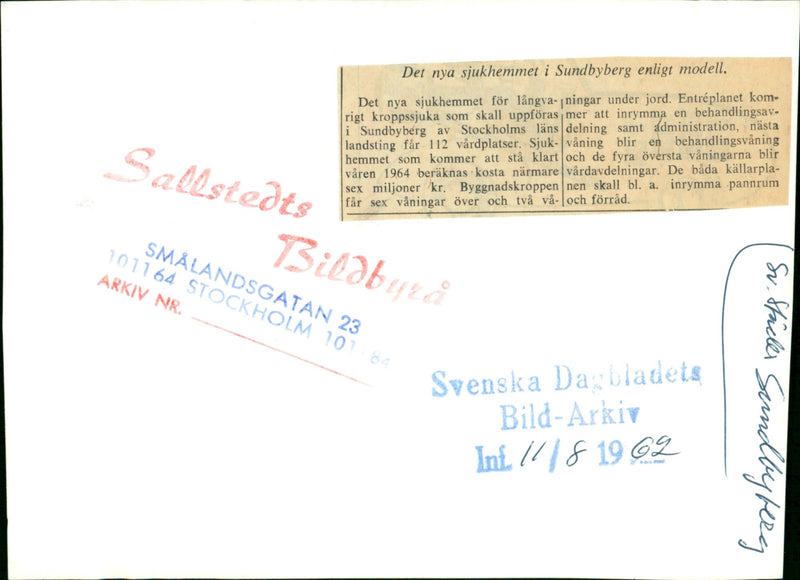 Det nya sjukhemmet i Sundbyberg enligt modell.
Det nya sjukhemmet för långva-
rigt kroppssjuka som skall uppföras
i Sundbyberg av Stockholms läns
landsting får 112 vårdplatser. Sjuk-
hemmet som kommer att stå klart
våren 1964 beräknas kosta närmare
sex miljoner kr. Byggnadskroppen
får sex våningar över och två vå-
ningar under jord. Entréplanet kom-
mer att inrymma en behandlingsav-
delning samt administration, nästa
våning blir en behandlingsvåning
och de fyra översta våningarna blir
vårdavdelningar. De båda källarpla-
nen skall bl. a. inrymma pannrum
och förråd.
Sallstedts
Bildbyrå
SMÅLANDSGATAN 23
101164 STOCKHOLM 101 84
ARKIV NR.
Svenska Dagbladets
Bild-Arkiv
Inf. 11/8 1962
Sv. Städer Sundbyberg